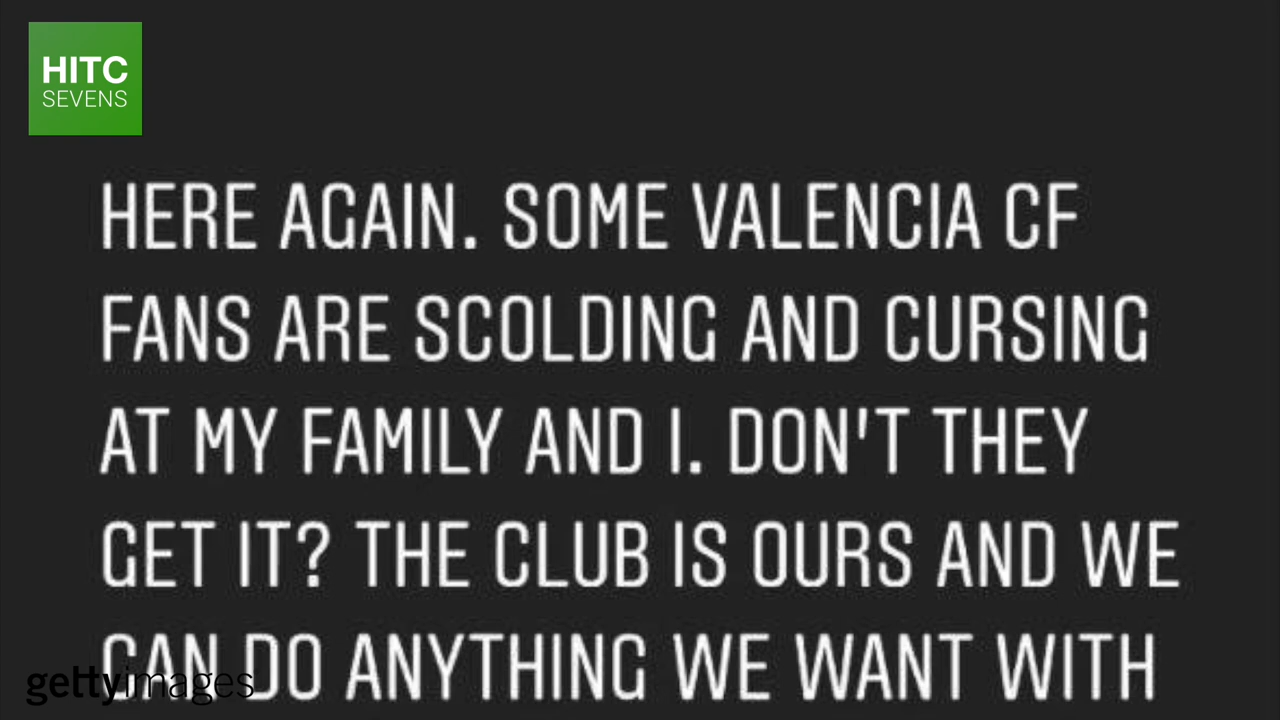 HITC
SEVENS
HERE AGAIN. SOME VALENCIA CF
FANS ARE SCOLDING AND CURSING
AT MY FAMILY AND I. DON'T THEY
GET IT? THE CLUB IS OURS AND WE
CAN DO ANYTHING WE WANT WITH
gettyimages